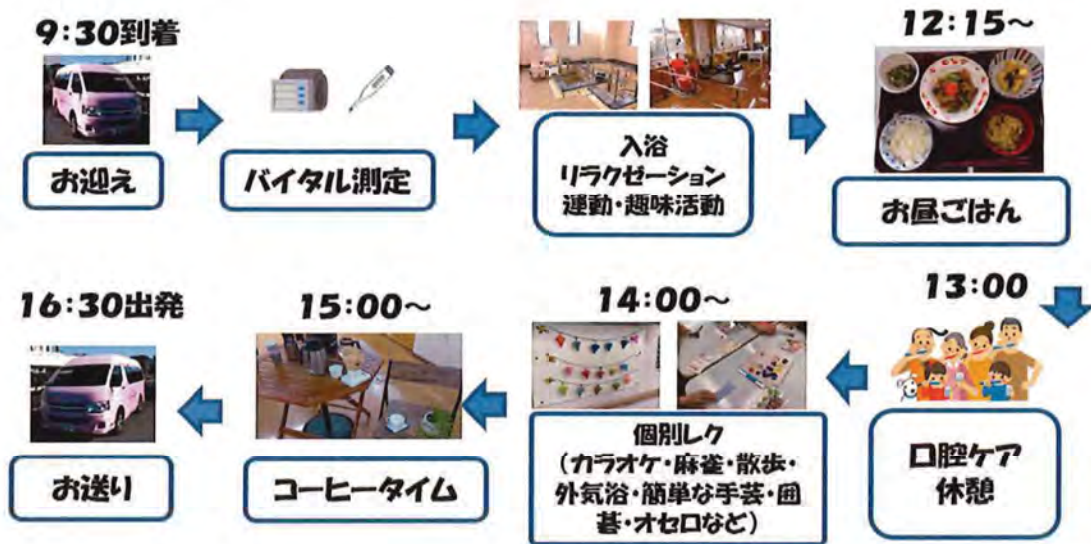 9:30到着
お迎え
バイタル測定
入浴
リラクゼーション
運動・趣味活動
12:15～
お昼ごはん
13:00
口腔ケア
休憩
14:00～
個別レク
（カラオケ・麻雀・散歩・
外気浴・簡単な手芸・囲
碁・オセロなど）
15:00～
コーヒータイム
16:30出発
お送り